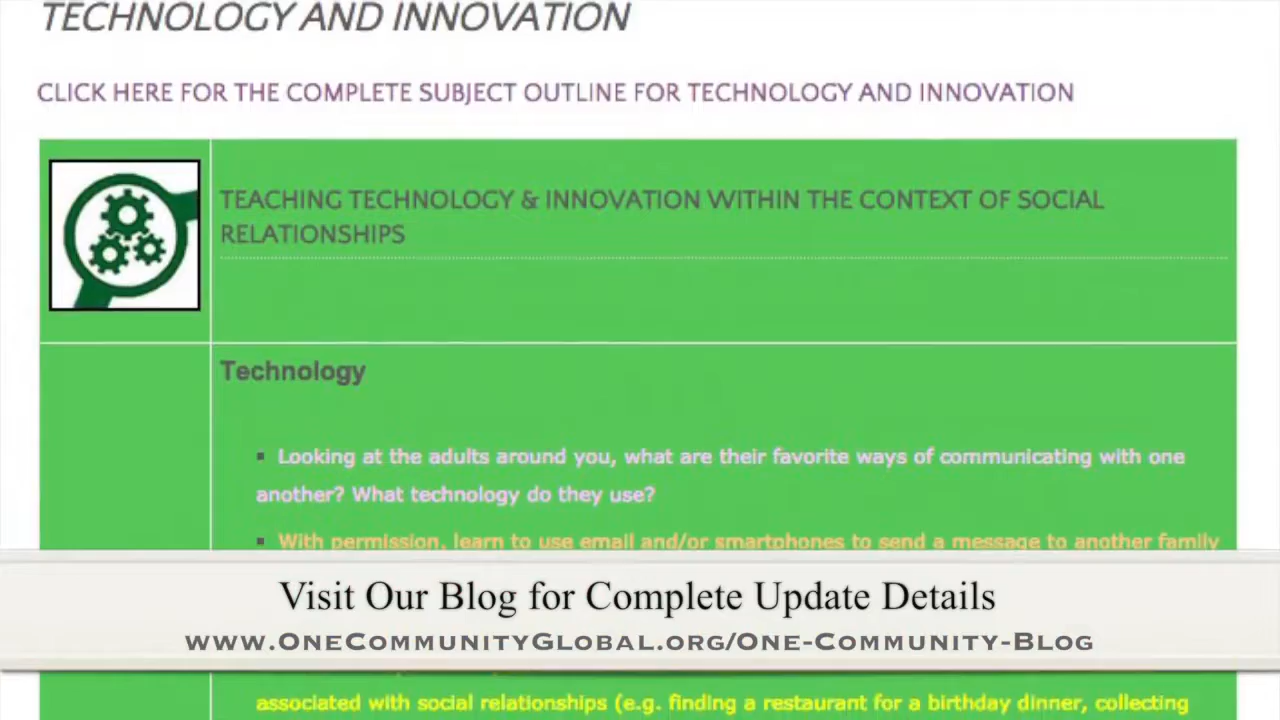 TECHNOLOGY AND INNOVATION
CLICK HERE FOR THE COMPLETE SUBJECT OUTLINE FOR TECHNOLOGY AND INNOVATION
TEACHING TECHNOLOGY & INNOVATION WITHIN THE CONTEXT OF SOCIAL
RELATIONSHIPS
Technology
▪ Looking at the adults around you, what are their favorite ways of communicating with one
another? What technology do they use?
▪ With permission, learn to use email and/or smartphones to send a message to another family
Visit Our Blog for Complete Update Details
www.OneCommunityGlobal.org/One-Community-Blog
associated with social relationships (e.g. finding a restaurant for a birthday dinner, collecting